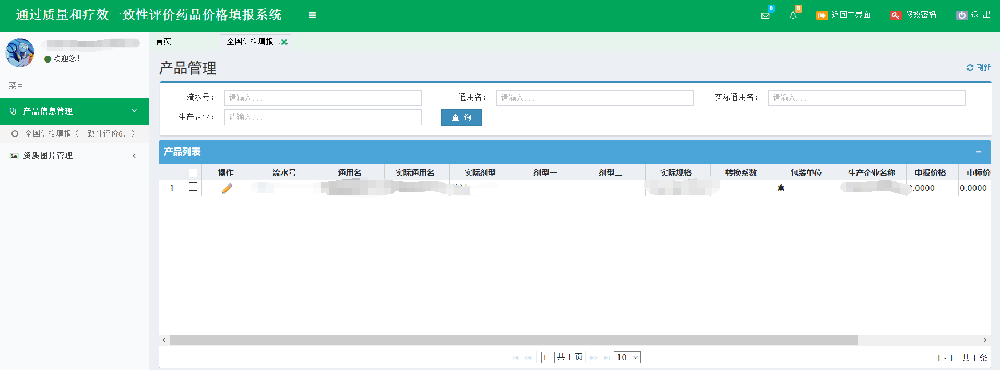 通过质量和疗效一致性评价药品价格填报系统
0
0
返回主界面
修改密码
退 出
欢迎您！
菜单
产品信息管理
全国价格填报（一致性评价6月）
资质图片管理
首页
全国价格填报
产品管理
刷新
流水号：
请输入...
通用名：
请输入...
实际通用名：
请输入...
生产企业：
请输入...
查 询
产品列表
操作 流水号 通用名 实际通用名 实际剂型 剂型一 剂型二 实际规格 转换系数 包装单位 生产企业名称 申报价格 中标价
1 盒 0.0000 0.0000
1 共 1 页 10
1 - 1 共 1 条